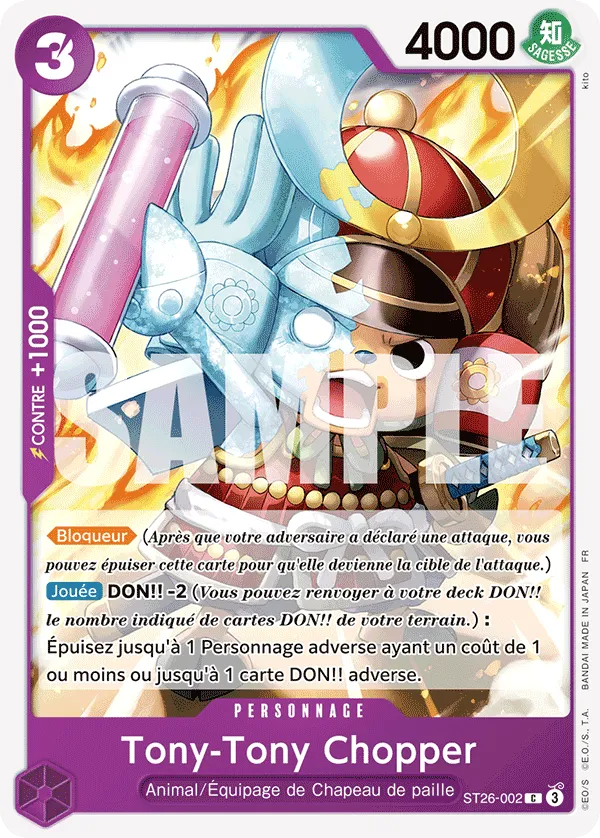 3
4000
知
SAGESSE
kito
CONTRE +1000
SAMPLE
Bloqueur (Après que votre adversaire a déclaré une attaque, vous
pouvez épuiser cette carte pour qu'elle devienne la cible de l'attaque.)
Jouée DON!! -2 (Vous pouvez renvoyer à votre deck DON!!
le nombre indiqué de cartes DON!! de votre terrain.) :
Épuisez jusqu'à 1 Personnage adverse ayant un coût de 1
ou moins ou jusqu'à 1 carte DON!! adverse.
PERSONNAGE
Tony-Tony Chopper
Animal/Équipage de Chapeau de paille
ST26-002 C 3
©EO/S ©E.O./S., T.A. BANDAI MADE IN JAPAN FR